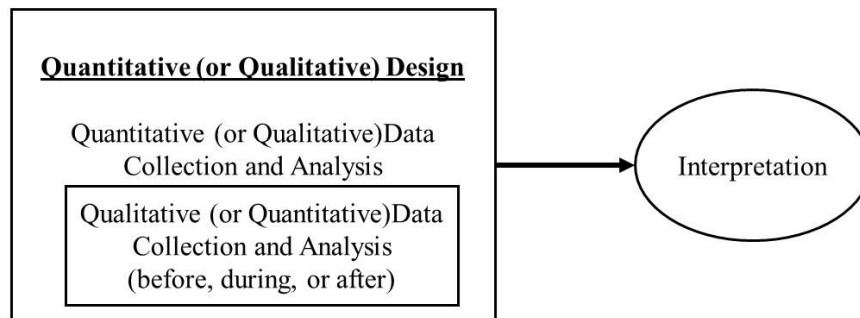 Quantitative (or Qualitative) Design
Quantitative (or Qualitative)Data
Collection and Analysis
Qualitative (or Quantitative)Data
Collection and Analysis
(before, during, or after)
Interpretation